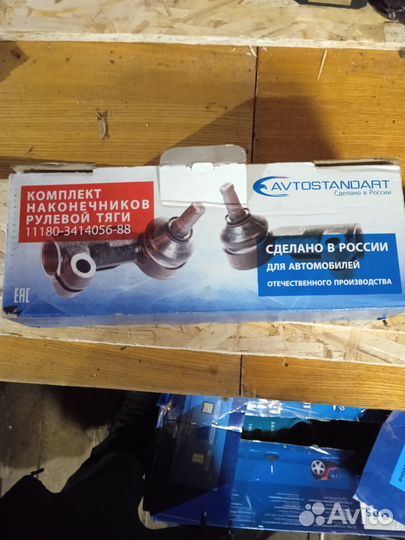 КОМПЛЕКТ
НАКОНЕЧНИКОВ
РУЛЕВОЙ ТЯГИ
11180-3414056-88
AVTOSTANDART
Сделано в России
СДЕЛАНО В РОССИИ
ДЛЯ АВТОМОБИЛЕЙ
ОТЕЧЕСТВЕННОГО ПРОИЗВОДСТВА
EAC
Avito